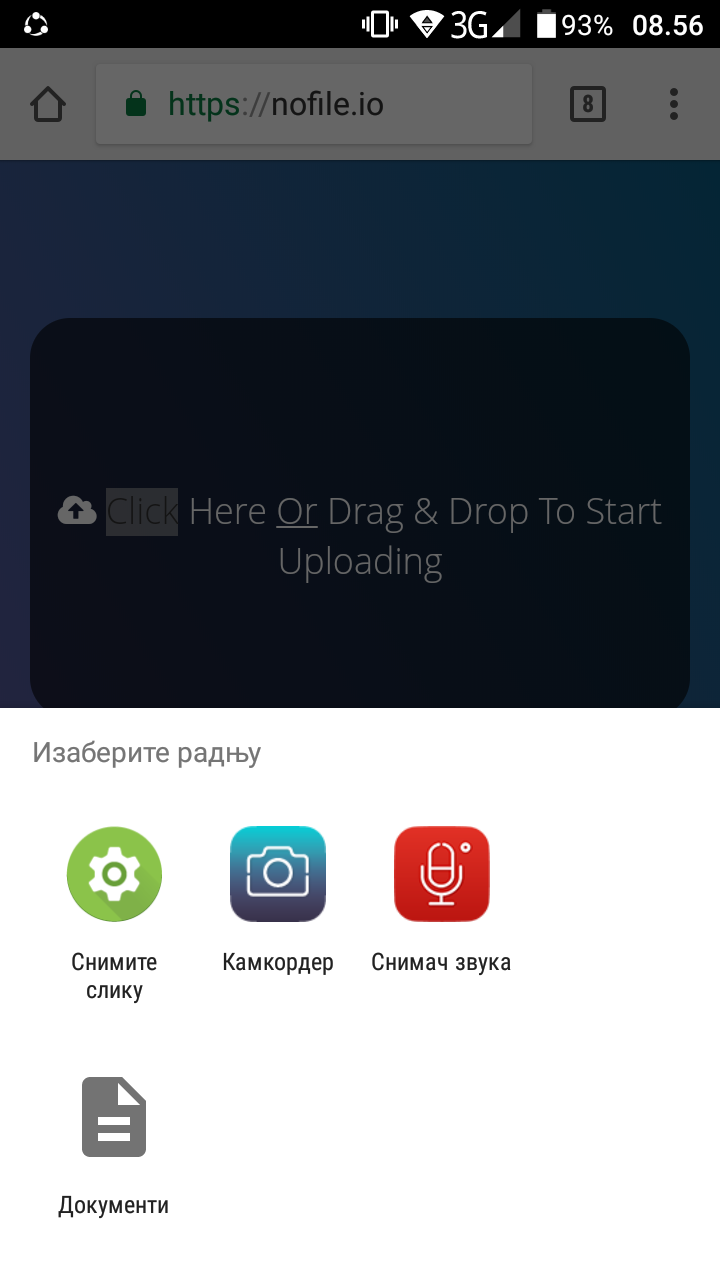 3G 93% 08.56
https://nofile.io 8
Click Here Or Drag & Drop To Start
Uploading
Изаберите радњу
Снимите
слику
Камкордер
Снимач звука
Документи